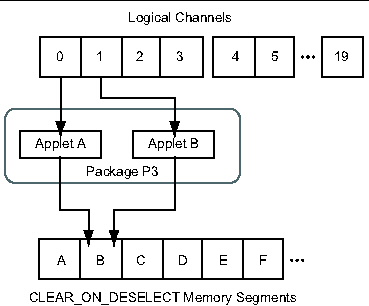 Logical Channels
0 1 2 3 4 5 ••• 19
Applet A Applet B
Package P3
A B C D E F •••
CLEAR_ON_DESELECT Memory Segments